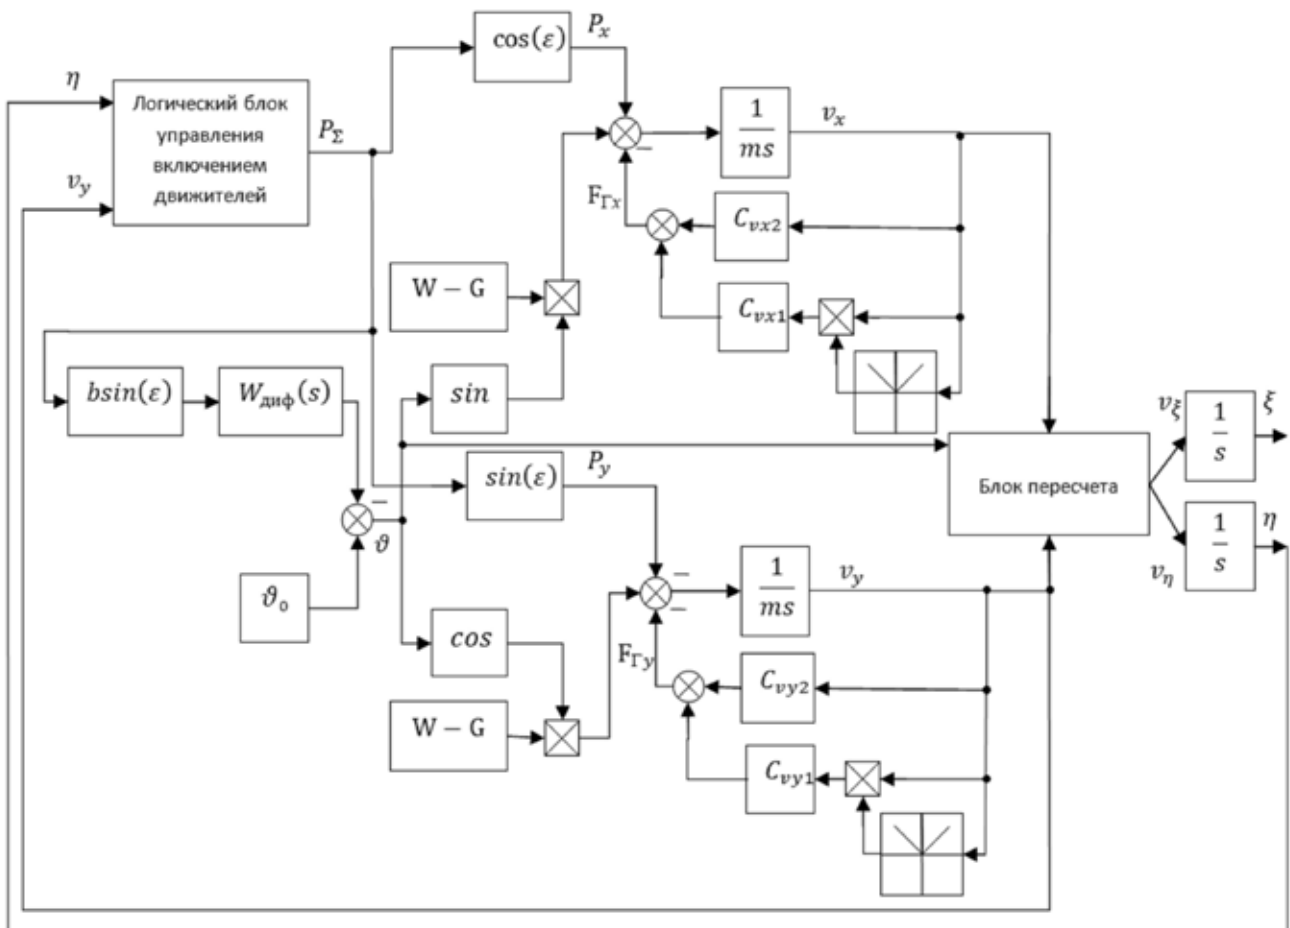 cos(ε)
P_x
η
Логический блок
управления
включением
движителей
P_Σ
v_y
1
ms
v_x
−
F_Гx
C_vx2
W − G
C_vx1
bsin(ε)
W_диф(s)
sin
v_ξ
1
s
ξ
sin(ε)
P_y
Блок пересчета
−
ϑ
1
s
η
v_η
ϑ_o
−
−
1
ms
v_y
cos
F_Гy
C_vy2
W − G
C_vy1